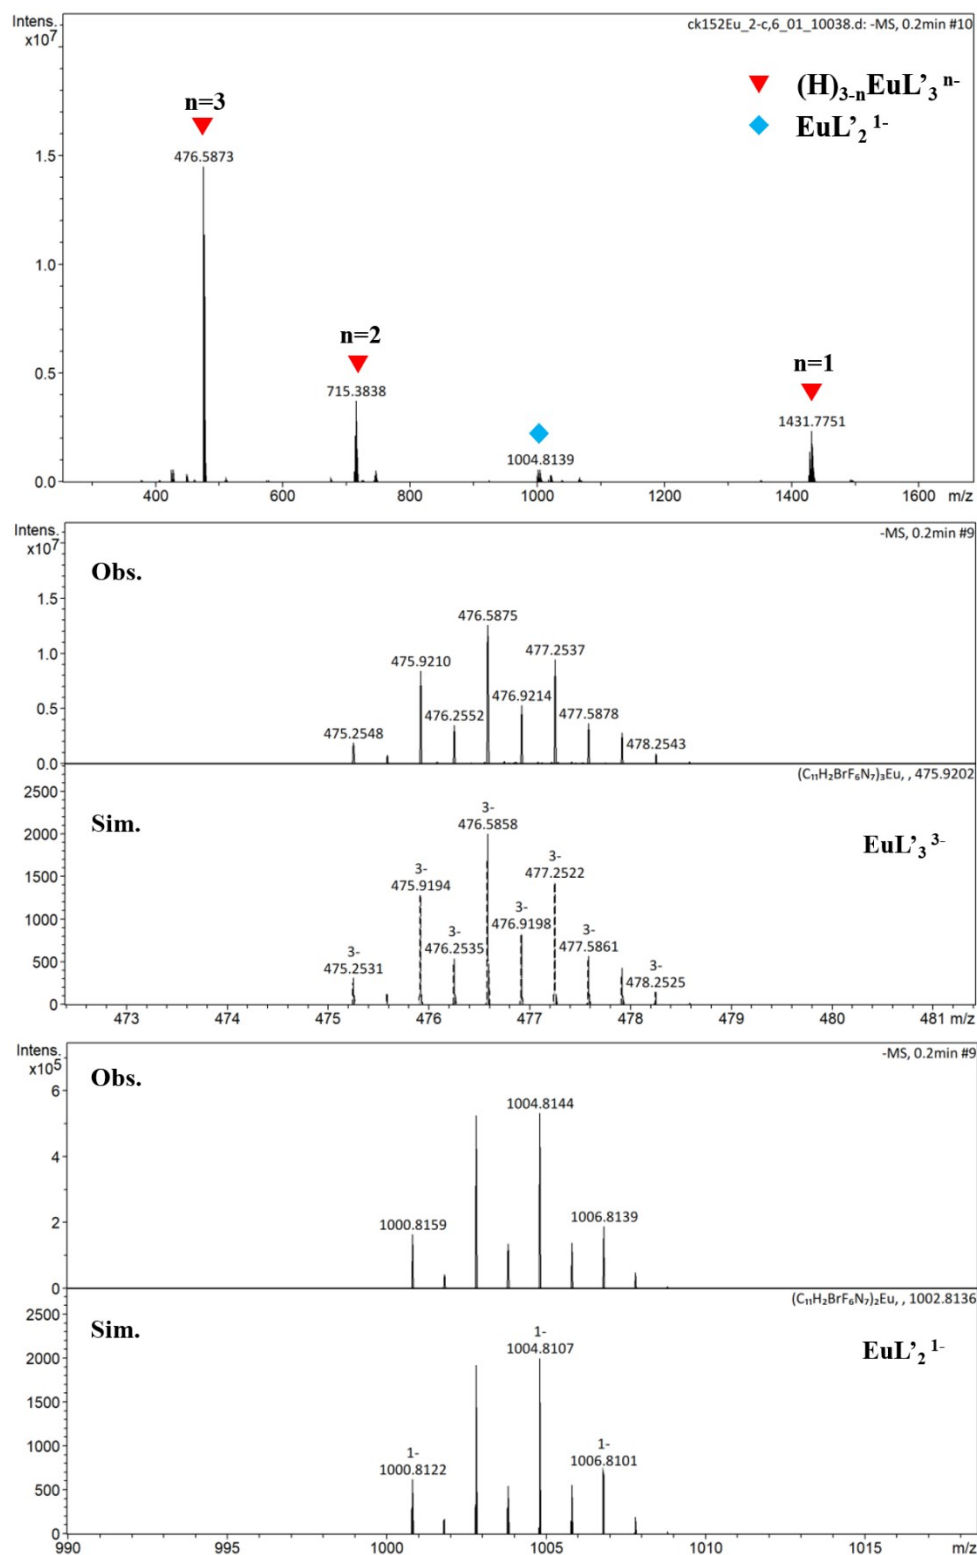 Intens.
x10⁷
ck152Eu_2-c,6_01_10038.d: -MS, 0.2min #10
(H)₃₋ₙEuL'₃ ⁿ⁻
EuL'₂ ¹⁻
n=3
476.5873
1.5
1.0
n=2
n=1
0.5
715.3838
1431.7751
1004.8139
0.0
400 600 800 1000 1200 1400 1600 m/z
Intens.
x10⁷
-MS, 0.2min #9
Obs.
1.5
476.5875
1.0
475.9210
477.2537
476.9214
0.5
476.2552
477.5878
475.2548
478.2543
0.0
(C₁₁H₂BrF₆N₇)₃Eu, , 475.9202
2500
Sim.
EuL'₃ ³⁻
2000
3-
476.5858
1500
3-
475.9194
3-
477.2522
1000
3-
476.9198
500
3-
476.2535
3-
477.5861
3-
475.2531
3-
478.2525
0
473 474 475 476 477 478 479 480 481 m/z
Intens.
x10⁵
-MS, 0.2min #9
Obs.
6
1004.8144
4
2
1000.8159
1006.8139
0
(C₁₁H₂BrF₆N₇)₂Eu, , 1002.8136
2500
Sim.
EuL'₂ ¹⁻
2000
1-
1004.8107
1500
1000
1-
1000.8122
1-
1006.8101
500
0
990 995 1000 1005 1010 1015 m/z